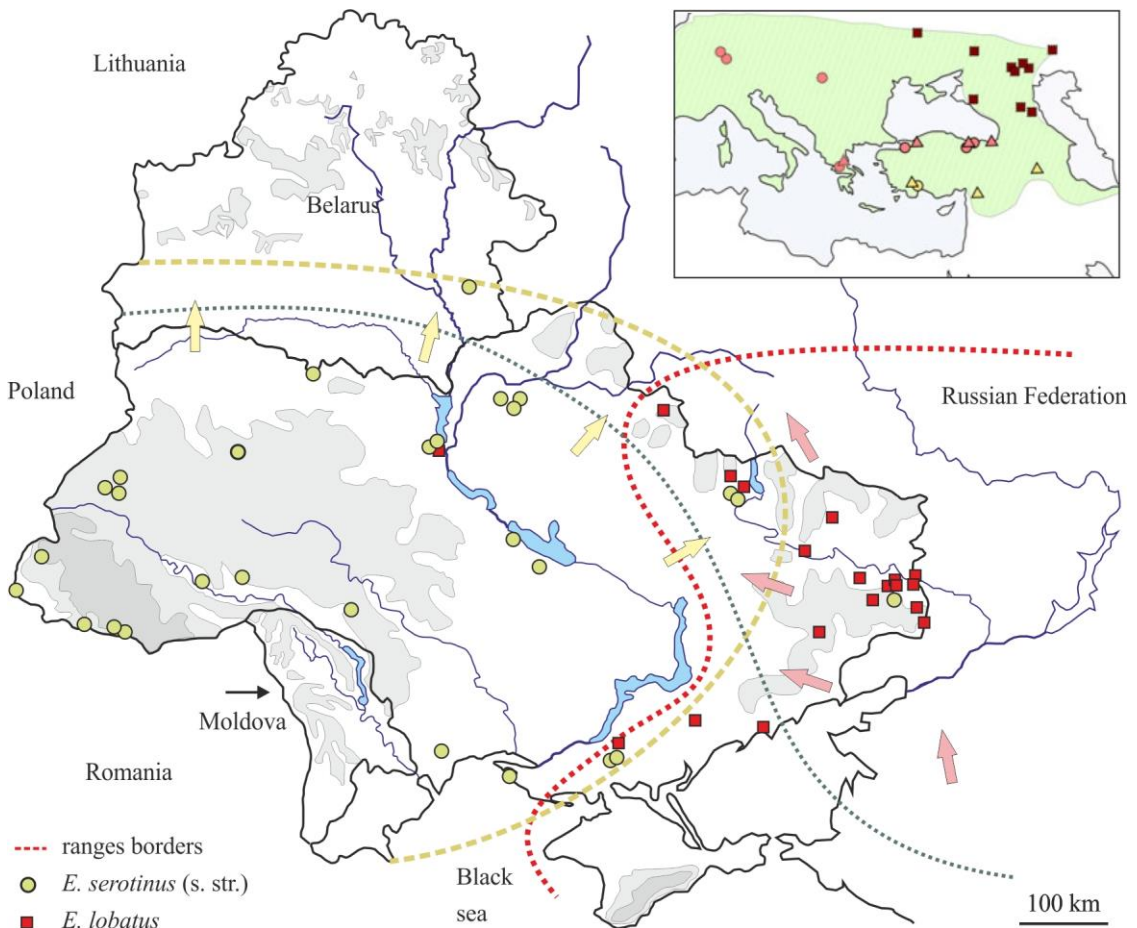 Lithuania
Belarus
Poland
Russian Federation
Moldova
Romania
ranges borders
E. serotinus (s. str.)
E. lobatus
Black
sea
100 km